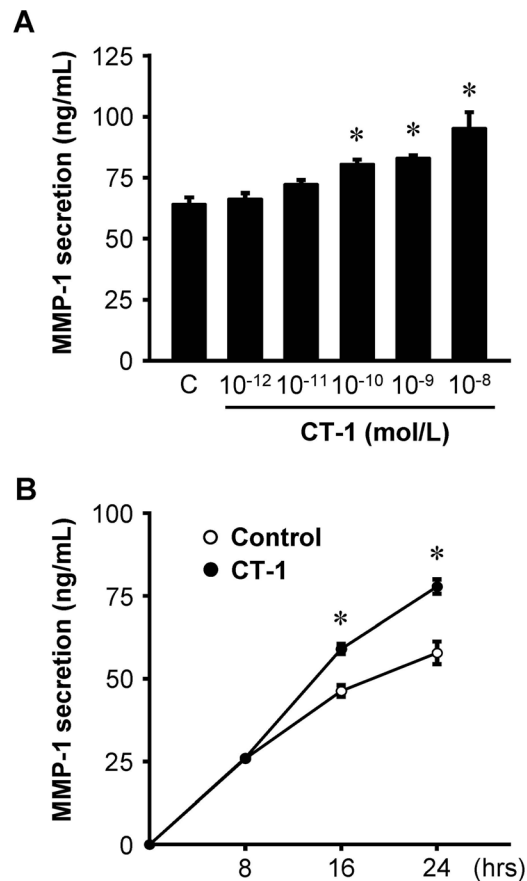 A
MMP-1 secretion (ng/mL)
125
100
75
50
25
0
* * *
C 10⁻¹² 10⁻¹¹ 10⁻¹⁰ 10⁻⁹ 10⁻⁸
CT-1 (mol/L)
B
MMP-1 secretion (ng/mL)
100
75
50
25
0
Control
CT-1
* *
8 16 24 (hrs)